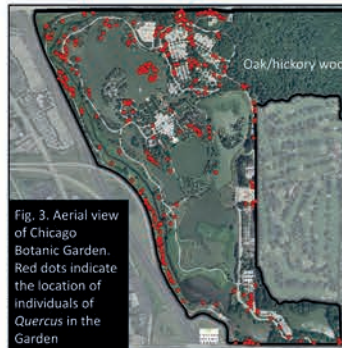 Oak/hickory woo
Fig. 3. Aerial view
of Chicago
Botanic Garden.
Red dots indicate
the location of
individuals of
Quercus in the
Garden